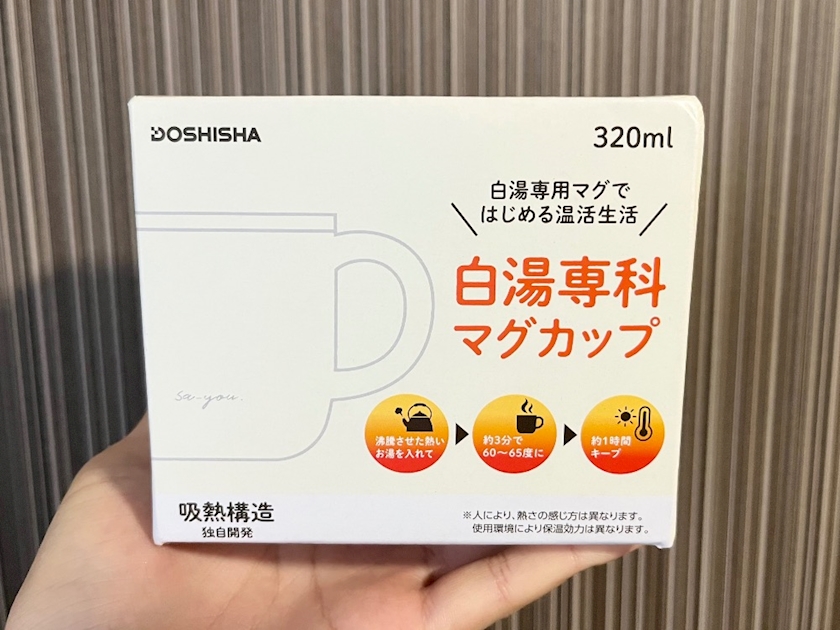 DOSHISHA
320ml
白湯専用マグで
はじめる温活生活
白湯専科
マグカップ
sa-you.
沸騰させた熱い
お湯を入れて
約3分で
60～65度に
約1時間
キープ
吸熱構造
独自開発
※人により、熱さの感じ方は異なります。
使用環境により保温効力は異なります。